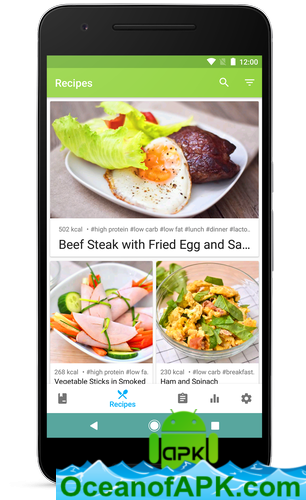 12:00
Recipes
502 kcal • #high protein #low carb #low fat #lunch #dinner #lacto..
Beef Steak with Fried Egg and Sa...
268 kcal • #high protein #low fa.
Vegetable Sticks in Smoked
230 kcal • #low carb #breakfast.
Ham and Spinach
Recipes
apk
OceanofAPK.com